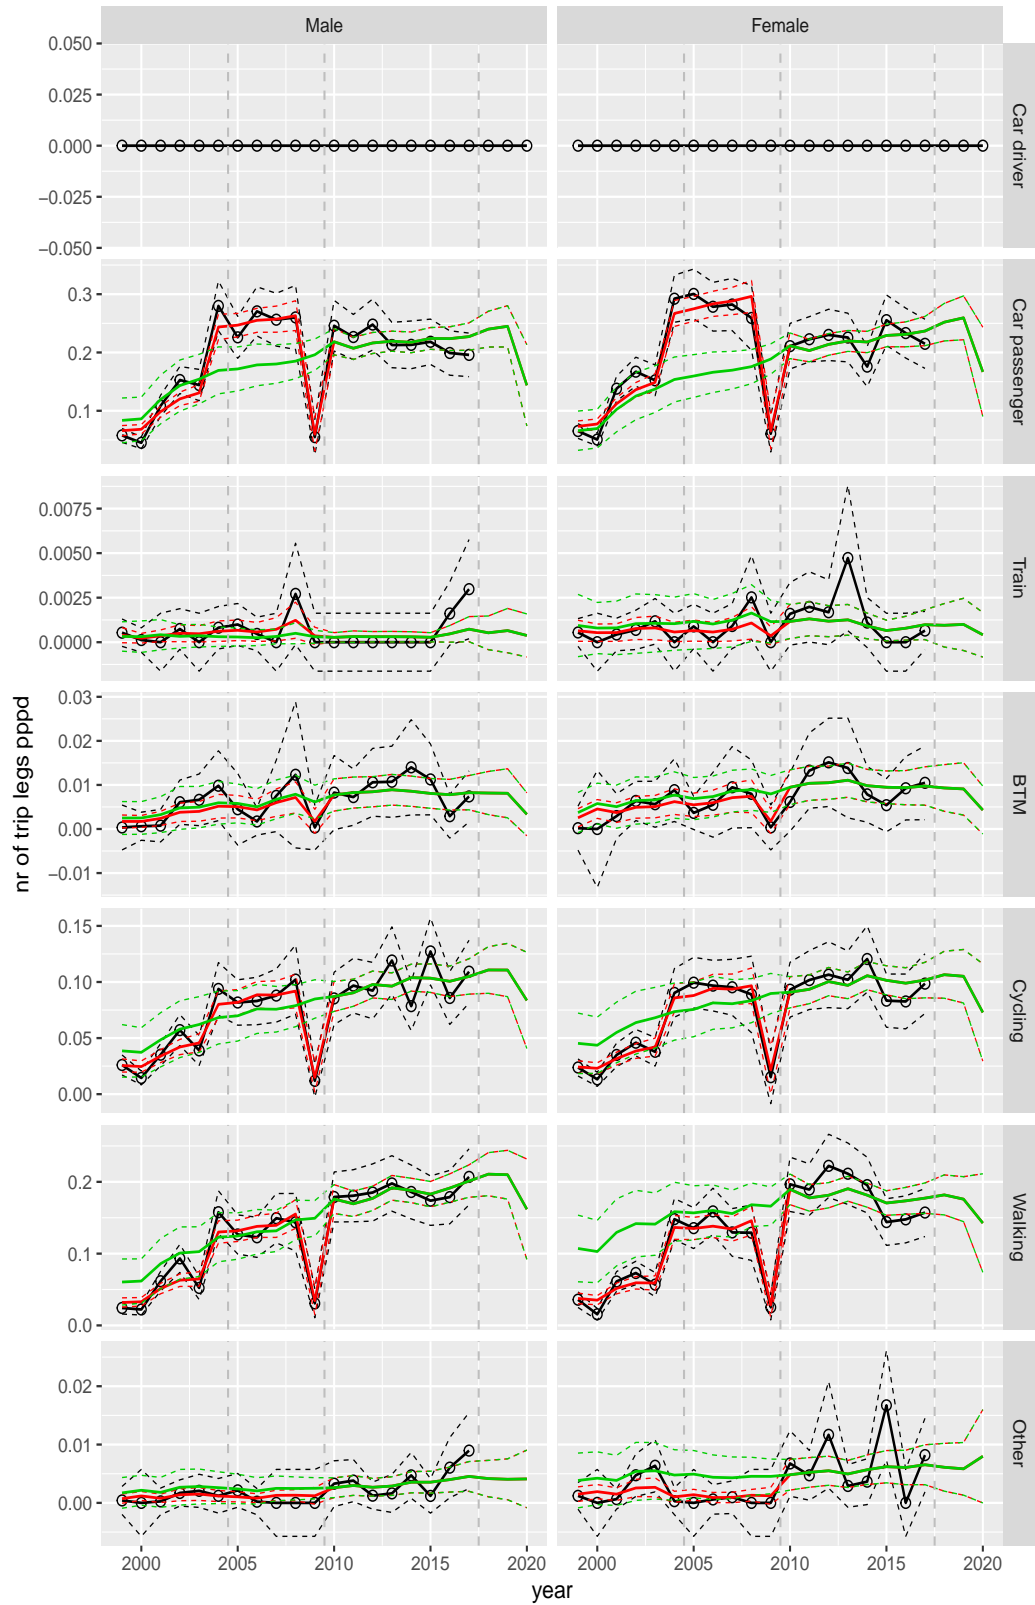 Male Female
0.050
0.025
0.000
−0.025
−0.050
Car driver
0.3
0.2
0.1
Car passenger
0.0075
0.0050
0.0025
0.0000
Train
0.03
0.02
0.01
0.00
−0.01
BTM
0.15
0.10
0.05
0.00
Cycling
0.2
0.1
0.0
Walking
0.02
0.01
0.00
Other
nr of trip legs pppd
2000 2005 2010 2015 2020 2000 2005 2010 2015 2020
year